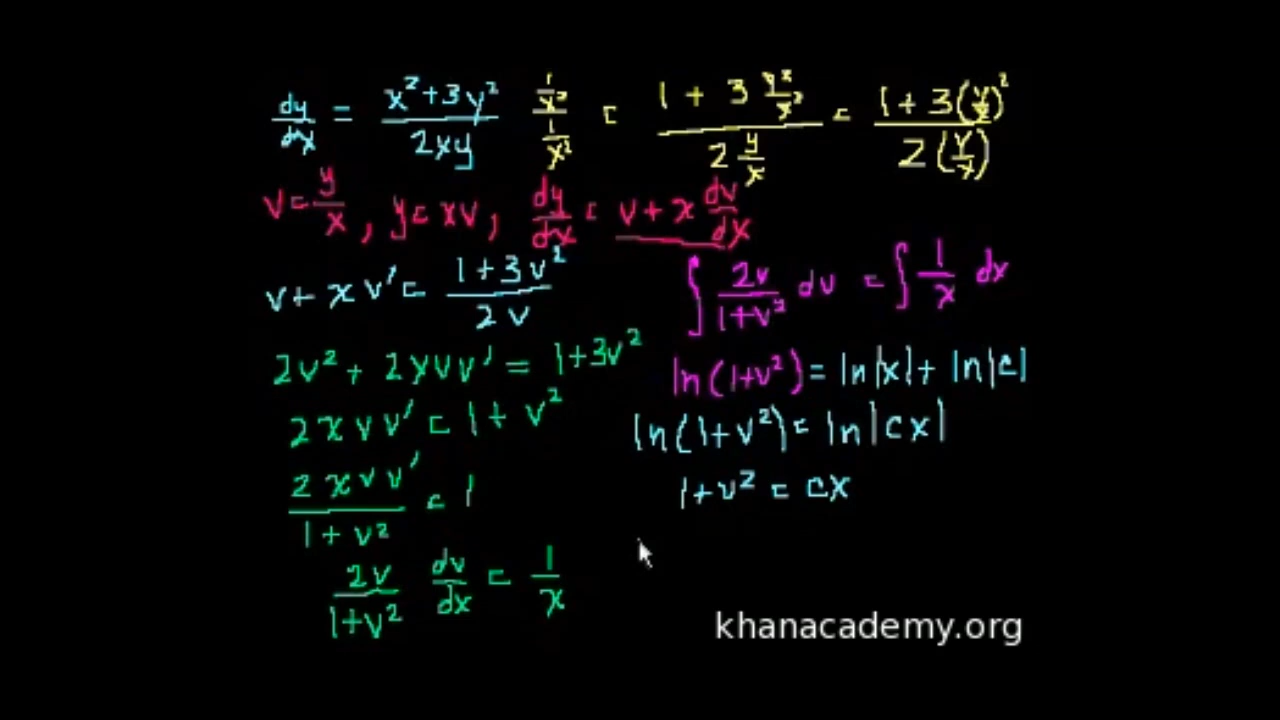 dy/dx = (x²+3y²)/(2xy) (1/x²)/(1/x²) = (1 + 3 y²/x²)/(2 y/x) = (1+3(y/x)²)/(2(y/x))
v = y/x, y = xv, dy/dx = v + x dv/dx
v + x v' = (1+3v²)/(2v)
2v² + 2xvv' = 1+3v²
2xvv' = 1 + v²
(2xvv')/(1 + v²) = 1
2v/(1+v²) dv/dx = 1/x
∫ 2v/(1+v²) dv = ∫ 1/x dx
ln(1+v²) = ln|x| + ln|c|
ln(1+v²) = ln|cx|
1+v² = cx
khanacademy.org